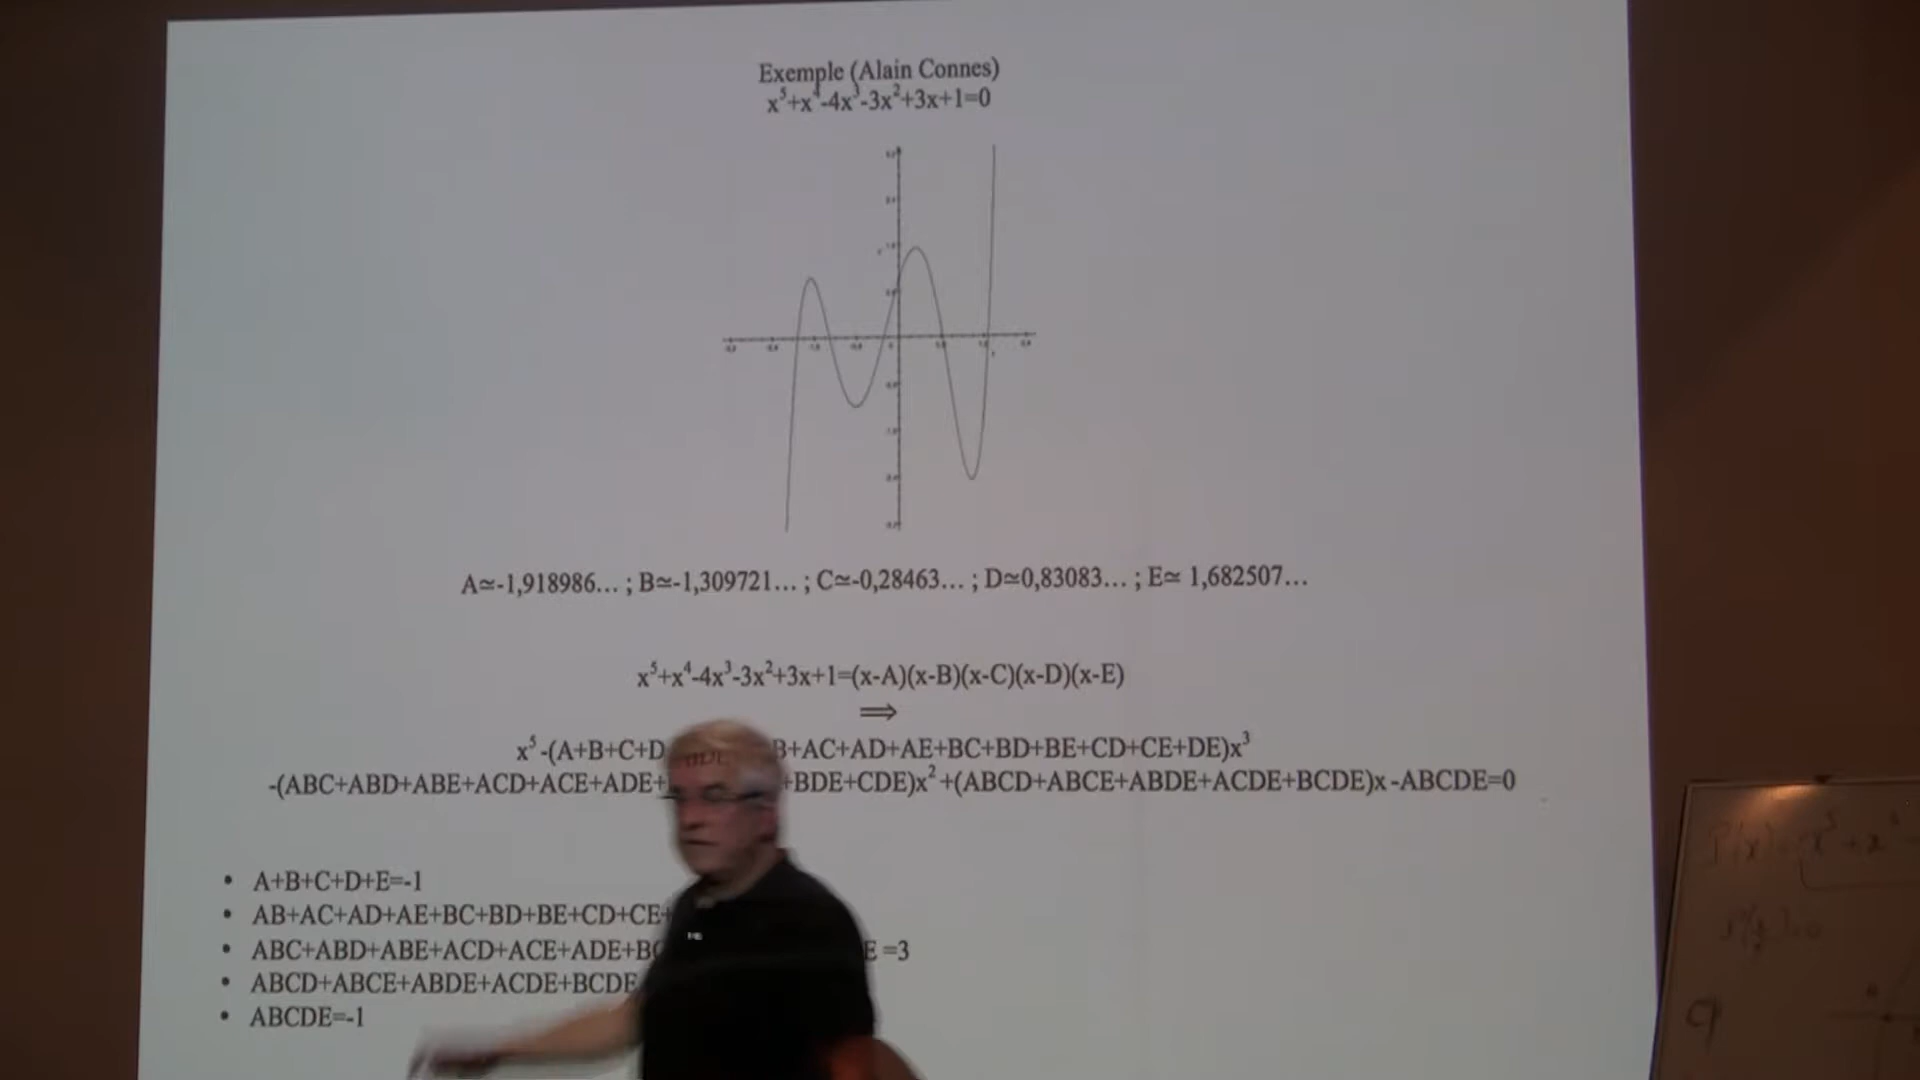 Exemple (Alain Connes)
x⁵+x⁴-4x³-3x²+3x+1=0
A≃-1,918986... ; B≃-1,309721... ; C≃-0,28463... ; D≃0,83083... ; E≃ 1,682507...
x⁵+x⁴-4x³-3x²+3x+1=(x-A)(x-B)(x-C)(x-D)(x-E)
⟹
x⁵-(A+B+C+D B+AC+AD+AE+BC+BD+BE+CD+CE+DE)x³
-(ABC+ABD+ABE+ACD+ACE+ADE+ +BDE+CDE)x²+(ABCD+ABCE+ABDE+ACDE+BCDE)x-ABCDE=0
• A+B+C+D+E=-1
• AB+AC+AD+AE+BC+BD+BE+CD+CE+
• ABC+ABD+ABE+ACD+ACE+ADE+BC E =3
• ABCD+ABCE+ABDE+ACDE+BCDE
• ABCDE=-1